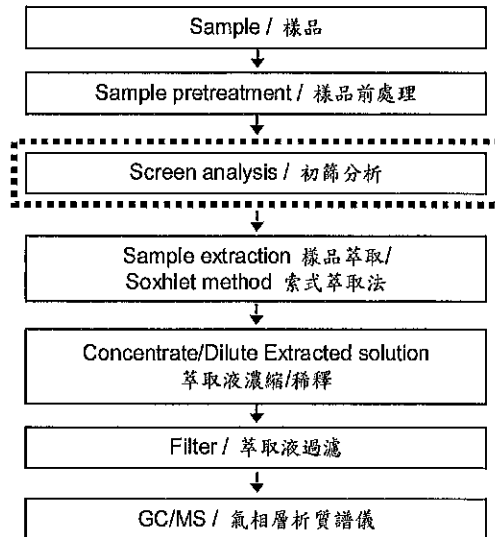 Sample / 樣品
Sample pretreatment / 樣品前處理
Screen analysis / 初篩分析
Sample extraction 樣品萃取/
Soxhlet method 索式萃取法
Concentrate/Dilute Extracted solution
萃取液濃縮/稀釋
Filter / 萃取液過濾
GC/MS / 氣相層析質譜儀